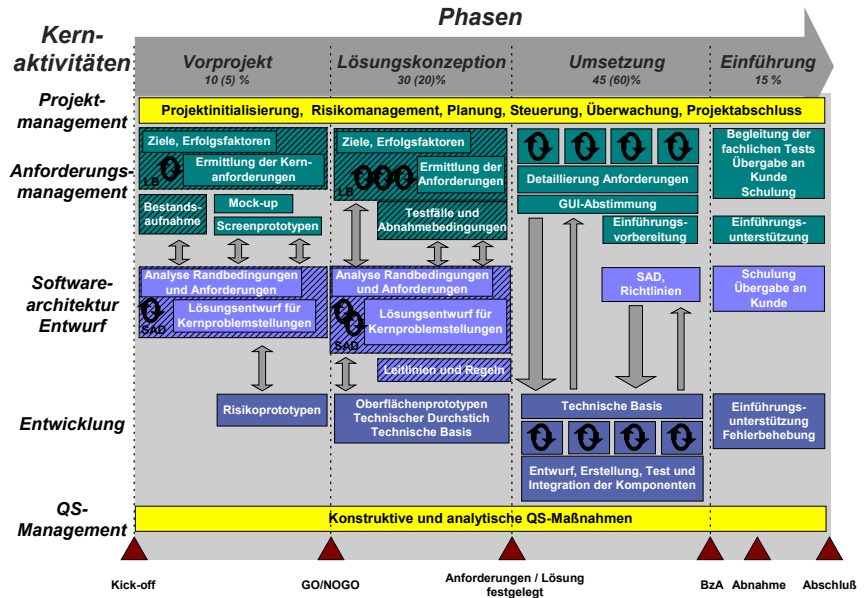 Phasen
Kern-
aktivitäten
Vorprojekt
10 (5) %
Lösungskonzeption
30 (20)%
Umsetzung
45 (60)%
Einführung
15 %
Projekt-
management
Projektinitialisierung, Risikomanagement, Planung, Steuerung, Überwachung, Projektabschluss
Anforderungs-
management
Ziele, Erfolgsfaktoren
LB
Ermittlung der Kern-
anforderungen
Bestands-
aufnahme
Mock-up
Screenprototypen
Ziele, Erfolgsfaktoren
LB
Ermittlung der
Anforderungen
Testfälle und
Abnahmebedingungen
Detaillierung Anforderungen
GUI-Abstimmung
Einführungs-
vorbereitung
Begleitung der
fachlichen Tests
Übergabe an
Kunde
Schulung
Einführungs-
unterstützung
Software-
architektur
Entwurf
Analyse Randbedingungen
und Anforderungen
Lösungsentwurf für
Kernproblemstellungen
SAD
Analyse Randbedingungen
und Anforderungen
Lösungsentwurf für
Kernproblemstellungen
SAD
Leitlinien und Regeln
SAD,
Richtlinien
Schulung
Übergabe an
Kunde
Entwicklung
Risikoprototypen
Oberflächenprototypen
Technischer Durchstich
Technische Basis
Technische Basis
Entwurf, Erstellung, Test und
Integration der Komponenten
Einführungs-
unterstützung
Fehlerbehebung
QS-
Management
Konstruktive und analytische QS-Maßnahmen
Kick-off
GO/NOGO
Anforderungen / Lösung
festgelegt
BzA
Abnahme
Abschluß